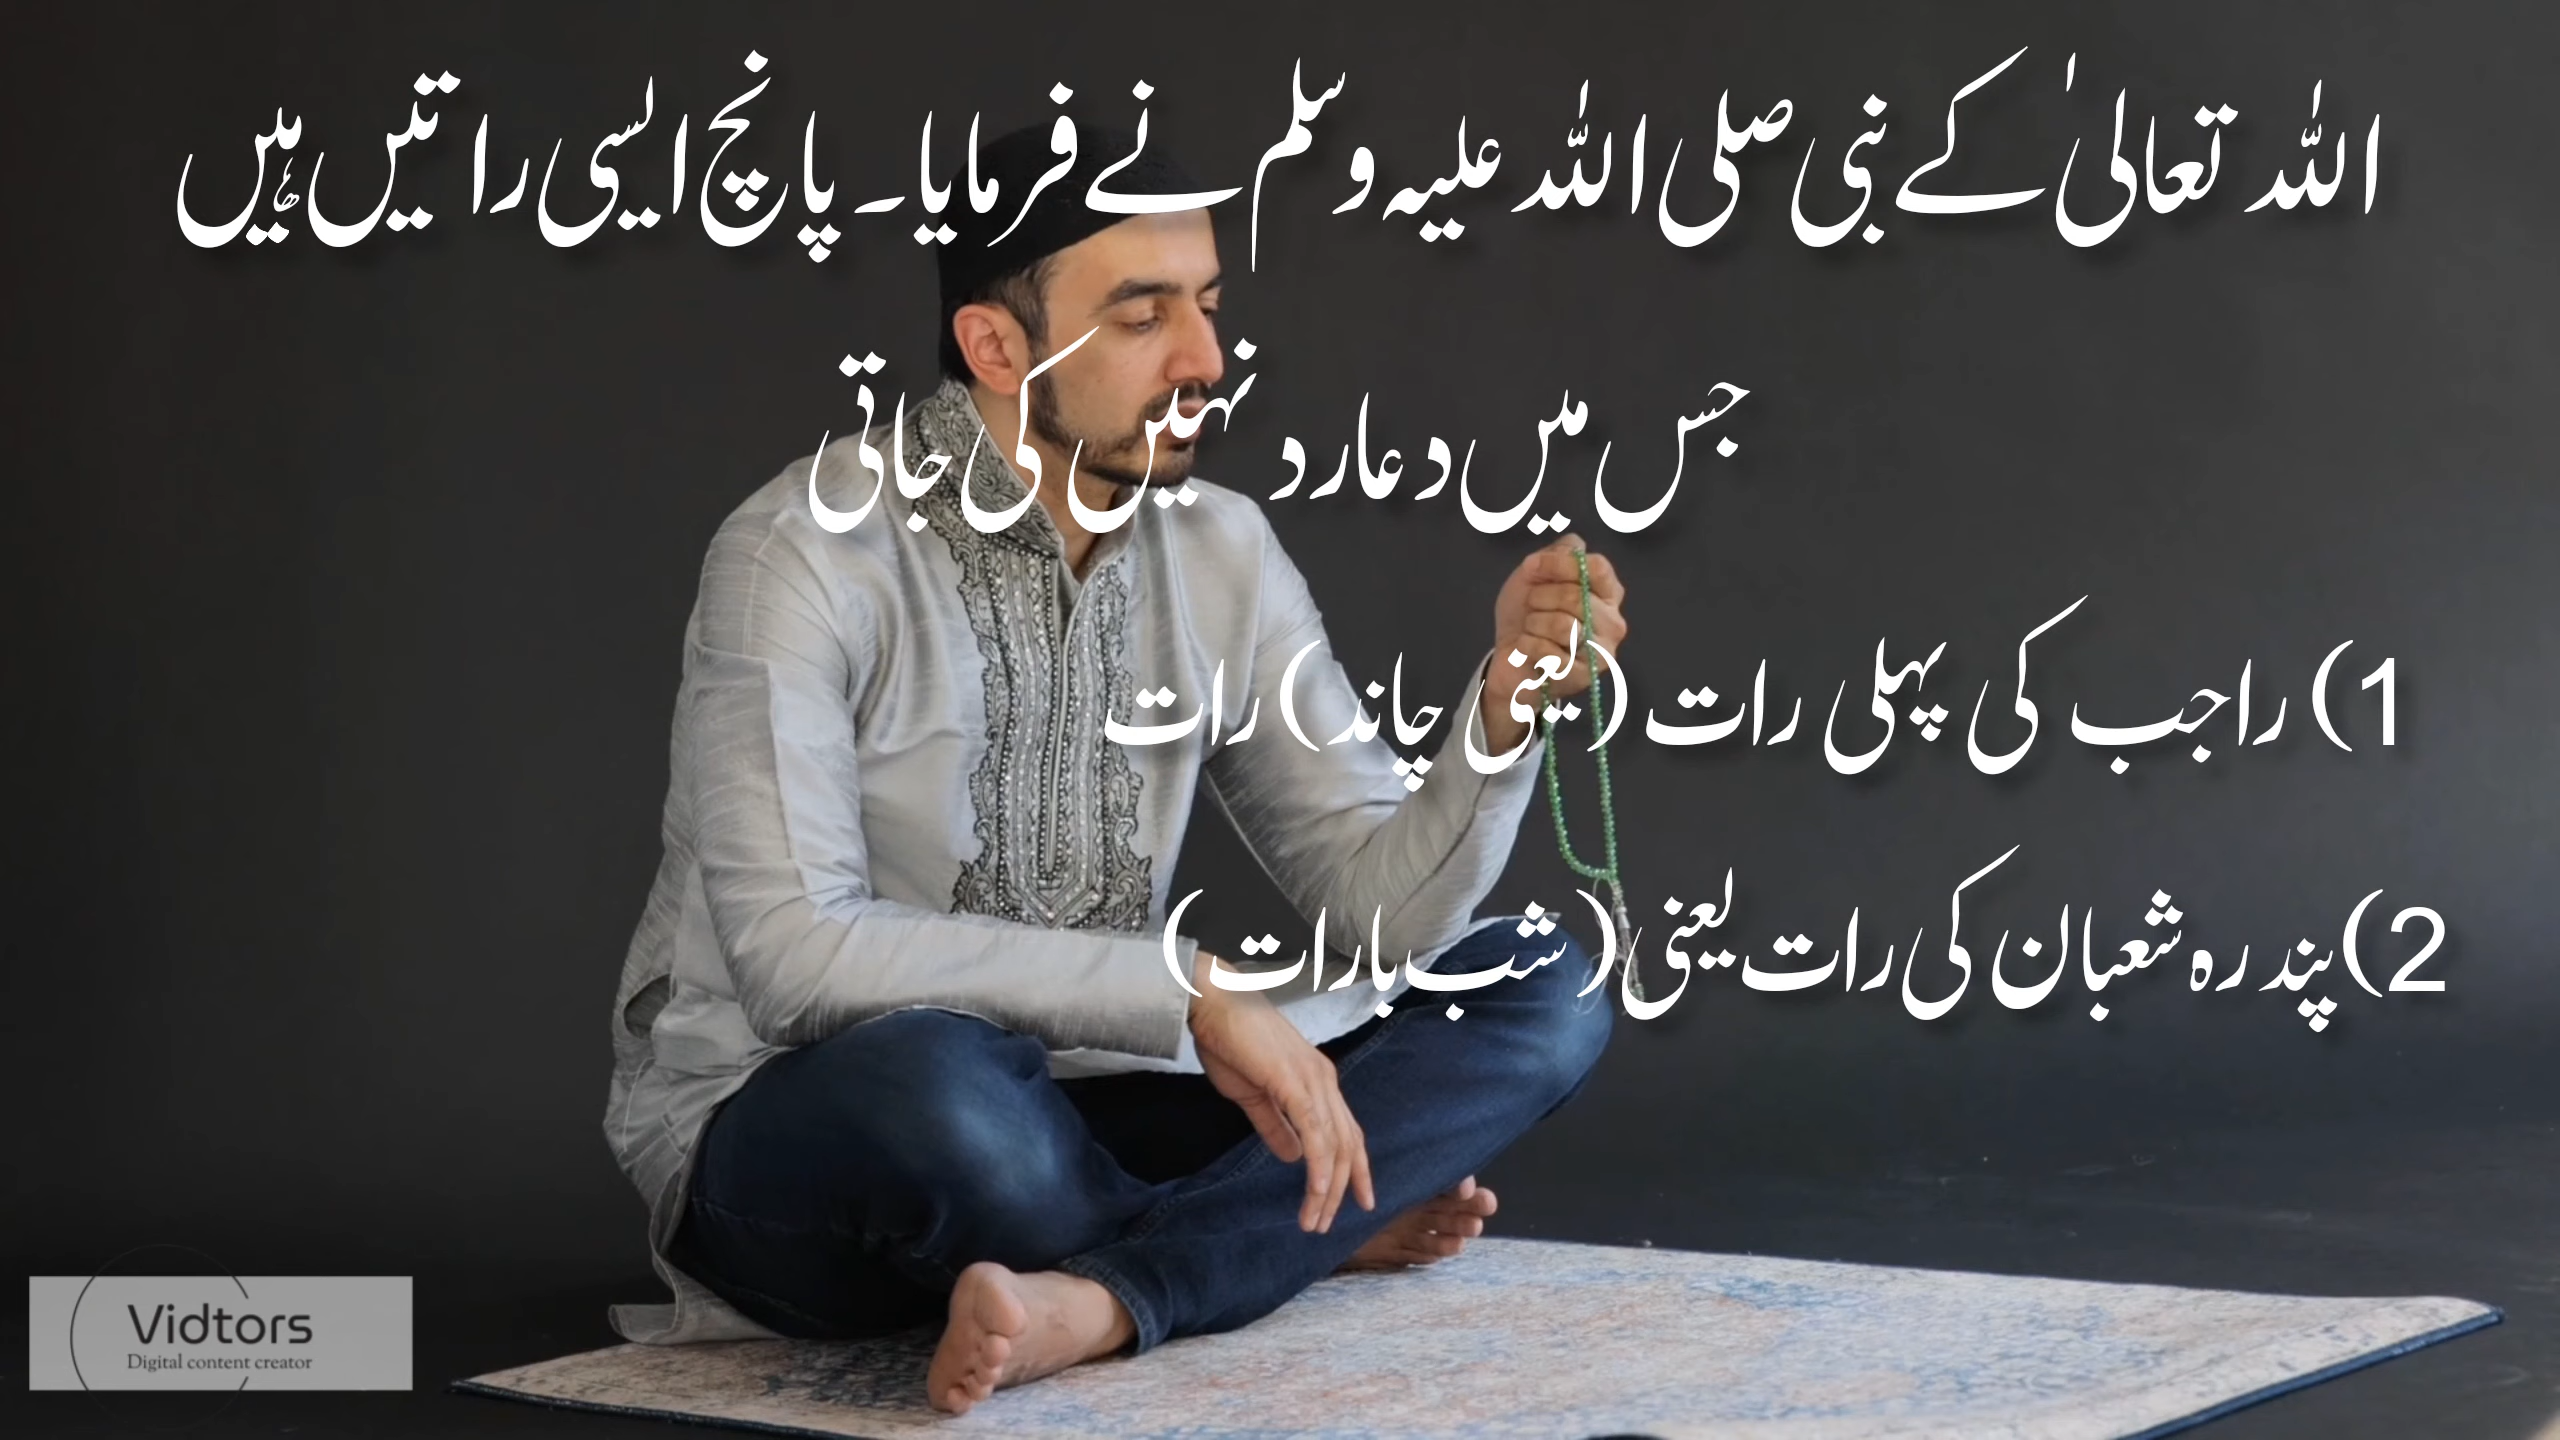 اللہ تعالیٰ کے نبی صلی اللہ علیہ وسلم نے فرمایا۔ پانچ ایسی راتیں ہیں
جس میں دعا رد نہیں کی جاتی
1) راجب کی پہلی رات (یعنی چاند) رات
2) پندرہ شعبان کی رات یعنی (شب بارات)
Vidtors
Digital content creator